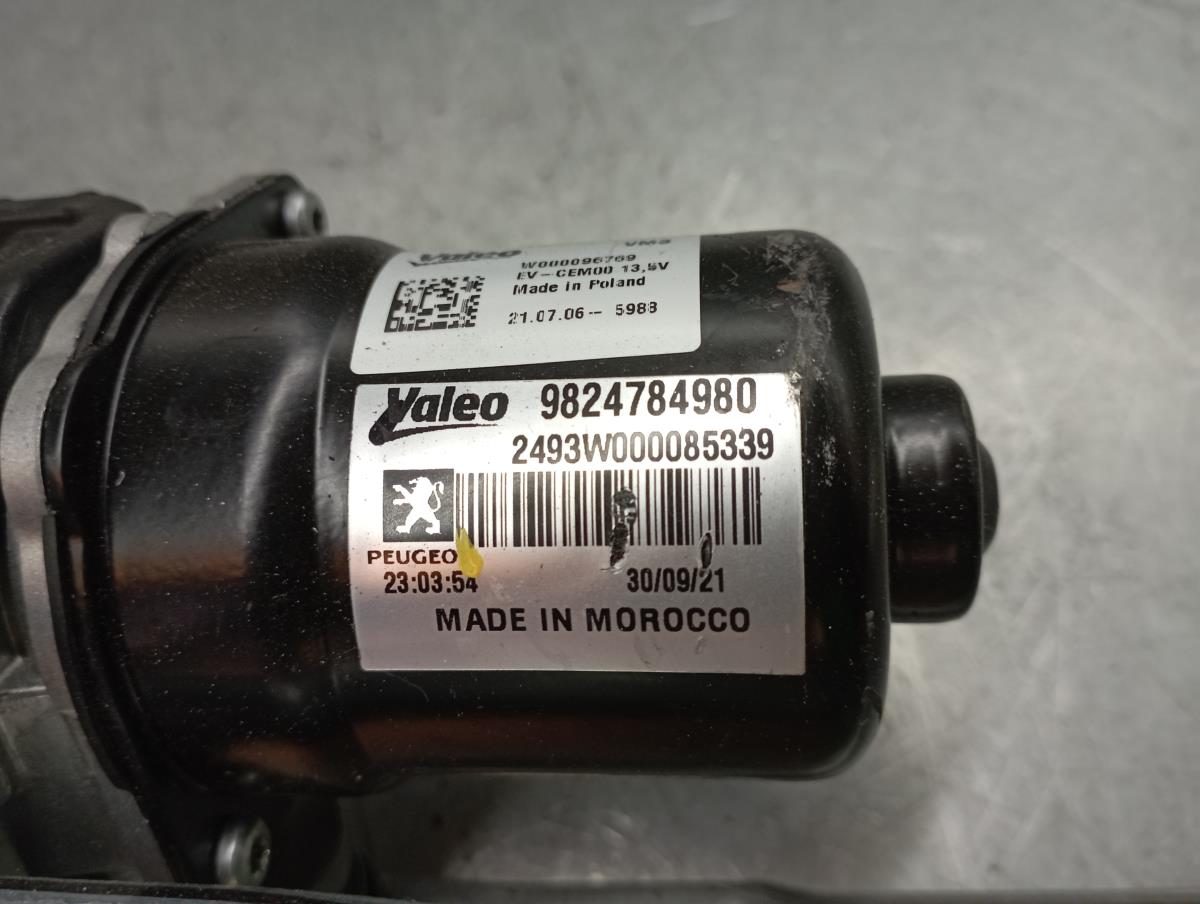 Valeo VM3
W000096769
EV-CEM00 13,5V
Made in Poland
21.07.06-- 5988
Valeo 9824784980
2493W000085339
PEUGEO
23:03:54 30/09/21
MADE IN MOROCCO